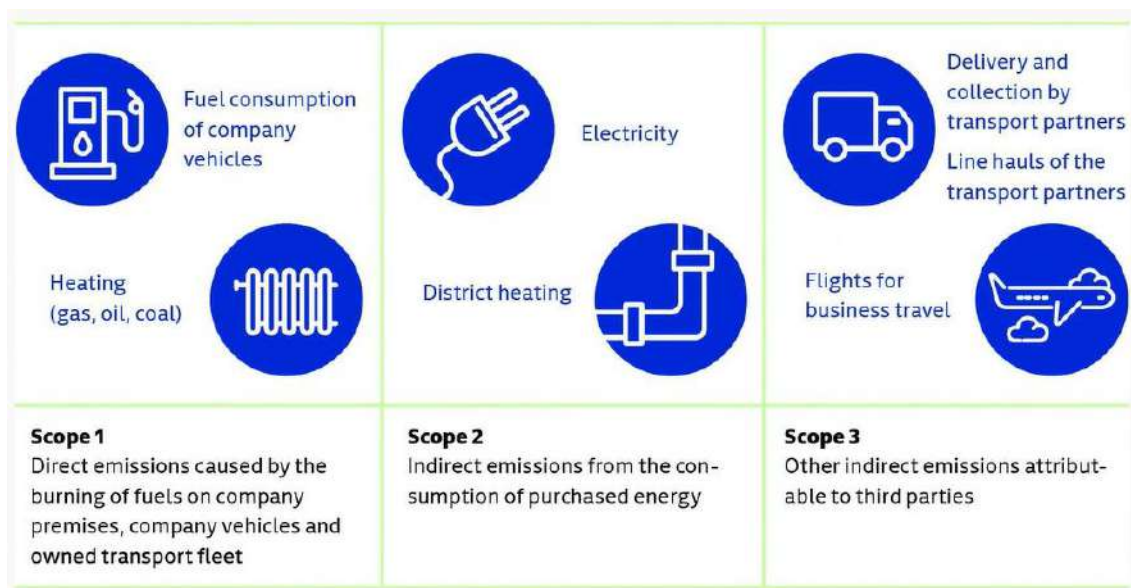 Fuel consumption
of company
vehicles
Heating
(gas, oil, coal)
Electricity
District heating
Delivery and
collection by
transport partners
Line hauls of the
transport partners
Flights for
business travel
Scope 1
Direct emissions caused by the
burning of fuels on company
premises, company vehicles and
owned transport fleet
Scope 2
Indirect emissions from the con-
sumption of purchased energy
Scope 3
Other indirect emissions attribut-
able to third parties